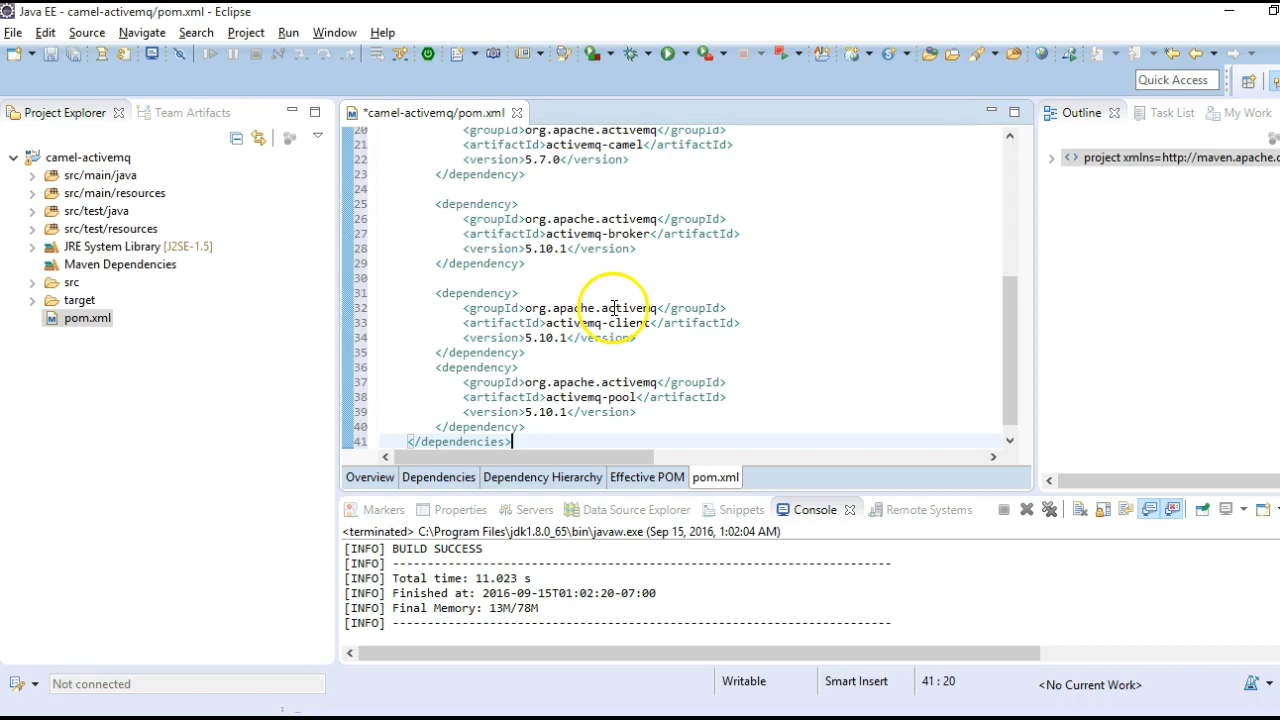 Java EE - camel-activemq/pom.xml - Eclipse
File Edit Source Navigate Search Project Run Window Help
Quick Access
Project Explorer
Team Artifacts
camel-activemq
src/main/java
src/main/resources
src/test/java
src/test/resources
JRE System Library [J2SE-1.5]
Maven Dependencies
src
target
pom.xml
*camel-activemq/pom.xml
20 <groupId>org.apache.activemq</groupId>
21 <artifactId>activemq-camel</artifactId>
22 <version>5.7.0</version>
23 </dependency>
24
25 <dependency>
26 <groupId>org.apache.activemq</groupId>
27 <artifactId>activemq-broker</artifactId>
28 <version>5.10.1</version>
29 </dependency>
30
31 <dependency>
32 <groupId>org.apache.activemq</groupId>
33 <artifactId>activemq-client</artifactId>
34 <version>5.10.1</version>
35 </dependency>
36 <dependency>
37 <groupId>org.apache.activemq</groupId>
38 <artifactId>activemq-pool</artifactId>
39 <version>5.10.1</version>
40 </dependency>
41 </dependencies>
Overview Dependencies Dependency Hierarchy Effective POM pom.xml
Outline Task List My Work
project xmlns=http://maven.apache.
Markers Properties Servers Data Source Explorer Snippets Console Remote Systems
<terminated> C:\Program Files\jdk1.8.0_65\bin\javaw.exe (Sep 15, 2016, 1:02:04 AM)
[INFO] BUILD SUCCESS
[INFO] ------------------------------------------------------------------------
[INFO] Total time: 11.023 s
[INFO] Finished at: 2016-09-15T01:02:20-07:00
[INFO] Final Memory: 13M/78M
[INFO] ------------------------------------------------------------------------
Not connected
Writable
Smart Insert
41 : 20
<No Current Work>